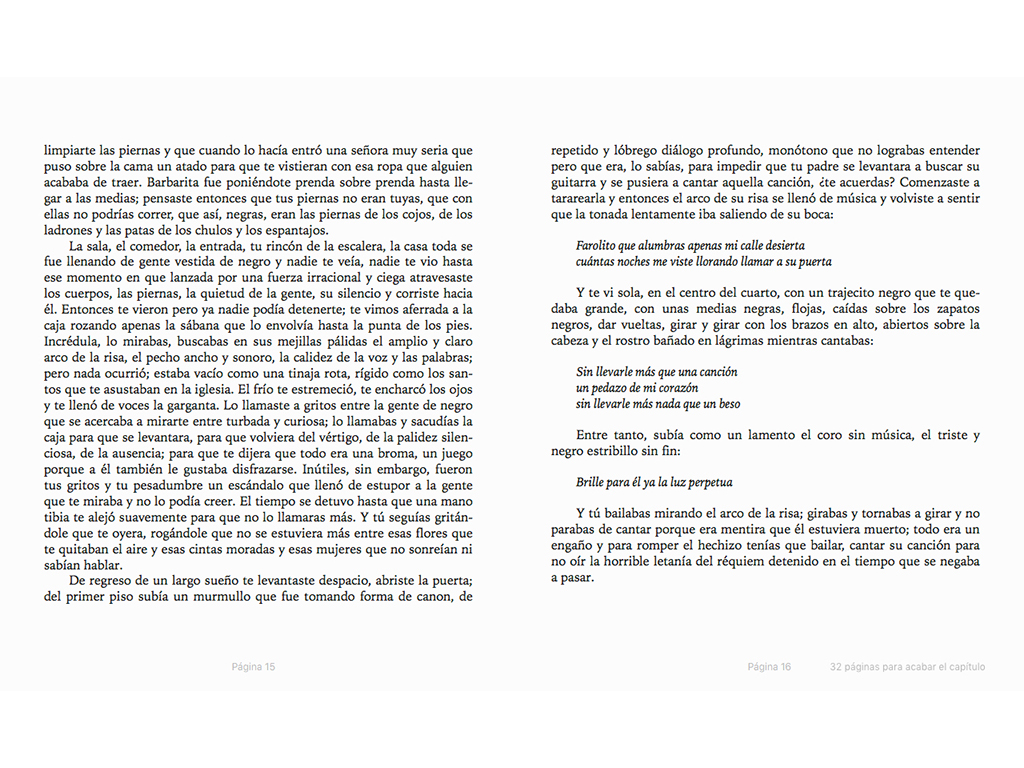 limpiarte las piernas y que cuando lo hacía entró una señora muy seria que
puso sobre la cama un atado para que te vistieran con esa ropa que alguien
acababa de traer. Barbarita fue poniéndote prenda sobre prenda hasta lle-
gar a las medias; pensaste entonces que tus piernas no eran tuyas, que con
ellas no podrías correr, que así, negras, eran las piernas de los cojos, de los
ladrones y las patas de los chulos y los espantajos.
La sala, el comedor, la entrada, tu rincón de la escalera, la casa toda se
fue llenando de gente vestida de negro y nadie te veía, nadie te vio hasta
ese momento en que lanzada por una fuerza irracional y ciega atravesaste
los cuerpos, las piernas, la quietud de la gente, su silencio y corriste hacia
él. Entonces te vieron pero ya nadie podía detenerte; te vimos aferrada a la
caja rozando apenas la sábana que lo envolvía hasta la punta de los pies.
Incrédula, lo mirabas, buscabas en sus mejillas pálidas el amplio y claro
arco de la risa, el pecho ancho y sonoro, la calidez de la voz y las palabras;
pero nada ocurrió; estaba vacío como una tinaja rota, rígido como los san-
tos que te asustaban en la iglesia. El frío te estremeció, te encharcó los ojos
y te llenó de voces la garganta. Lo llamaste a gritos entre la gente de negro
que se acercaba a mirarte entre turbada y curiosa; lo llamabas y sacudías la
caja para que se levantara, para que volviera del vértigo, de la palidez silen-
ciosa, de la ausencia; para que te dijera que todo era una broma, un juego
porque a él también le gustaba disfrazarse. Inútiles, sin embargo, fueron
tus gritos y tu pesadumbre un escándalo que llenó de estupor a la gente
que te miraba y no lo podía creer. El tiempo se detuvo hasta que una mano
tibia te alejó suavemente para que no lo llamaras más. Y tú seguías gritán-
dole que te oyera, rogándole que no se estuviera más entre esas flores que
te quitaban el aire y esas cintas moradas y esas mujeres que no sonreían ni
sabían hablar.
De regreso de un largo sueño te levantaste despacio, abriste la puerta;
del primer piso subía un murmullo que fue tomando forma de canon, de
Página 15
repetido y lóbrego diálogo profundo, monótono que no lograbas entender
pero que era, lo sabías, para impedir que tu padre se levantara a buscar su
guitarra y se pusiera a cantar aquella canción, ¿te acuerdas? Comenzaste a
tararearla y entonces el arco de su risa se llenó de música y volviste a sentir
que la tonada lentamente iba saliendo de su boca:
Farolito que alumbras apenas mi calle desierta
cuántas noches me viste llorando llamar a su puerta
Y te vi sola, en el centro del cuarto, con un trajecito negro que te que-
daba grande, con unas medias negras, flojas, caídas sobre los zapatos
negros, dar vueltas, girar y girar con los brazos en alto, abiertos sobre la
cabeza y el rostro bañado en lágrimas mientras cantabas:
Sin llevarle más que una canción
un pedazo de mi corazón
sin llevarle más nada que un beso
Entre tanto, subía como un lamento el coro sin música, el triste y
negro estribillo sin fin:
Brille para él ya la luz perpetua
Y tú bailabas mirando el arco de la risa; girabas y tornabas a girar y no
parabas de cantar porque era mentira que él estuviera muerto; todo era un
engaño y para romper el hechizo tenías que bailar, cantar su canción para
no oír la horrible letanía del réquiem detenido en el tiempo que se negaba
a pasar.
Página 16
32 páginas para acabar el capítulo